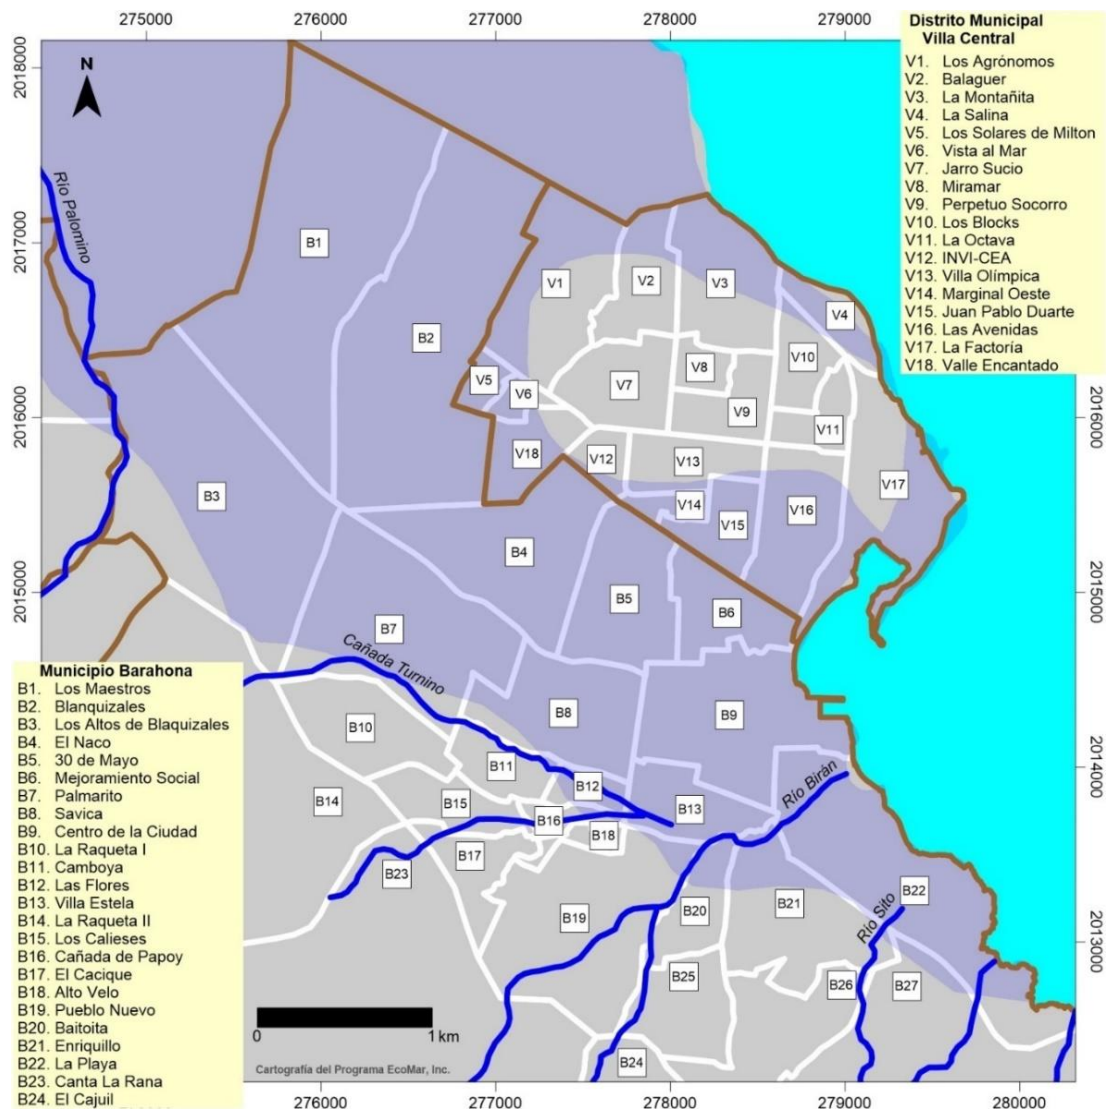 275000 276000 277000 278000 279000
Distrito Municipal
Villa Central
V1. Los Agrónomos
V2. Balaguer
V3. La Montañita
V4. La Salina
V5. Los Solares de Milton
V6. Vista al Mar
V7. Jarro Sucio
V8. Miramar
V9. Perpetuo Socorro
V10. Los Blocks
V11. La Octava
V12. INVI-CEA
V13. Villa Olímpica
V14. Marginal Oeste
V15. Juan Pablo Duarte
V16. Las Avenidas
V17. La Factoría
V18. Valle Encantado
2018000
N
Río Palomino
2017000
B1
V1
V2
V3
V4
B2
V10
V8
V5
V7
V6
V9
2016000
2016000
V11
V18
V12
V13
V17
B3
V14
V16
V15
B4
2015000
2015000
B5
B6
B7
Cañada Turnino
B8
B9
B10
B11
2014000
B12
Río Birán
B14
B15
B13
B16
B18
B17
B23
B22
B21
B20
B19
Río Sito
2013000
B25
B26
B27
B24
Municipio Barahona
B1. Los Maestros
B2. Blanquizales
B3. Los Altos de Blaquizales
B4. El Naco
B5. 30 de Mayo
B6. Mejoramiento Social
B7. Palmarito
B8. Savica
B9. Centro de la Ciudad
B10. La Raqueta I
B11. Camboya
B12. Las Flores
B13. Villa Estela
B14. La Raqueta II
B15. Los Calieses
B16. Cañada de Papoy
B17. El Cacique
B18. Alto Velo
B19. Pueblo Nuevo
B20. Baitoita
B21. Enriquillo
B22. La Playa
B23. Canta La Rana
B24. El Cajuil
0 1 km
Cartografía del Programa EcoMar, Inc.
276000 277000 278000 279000 280000